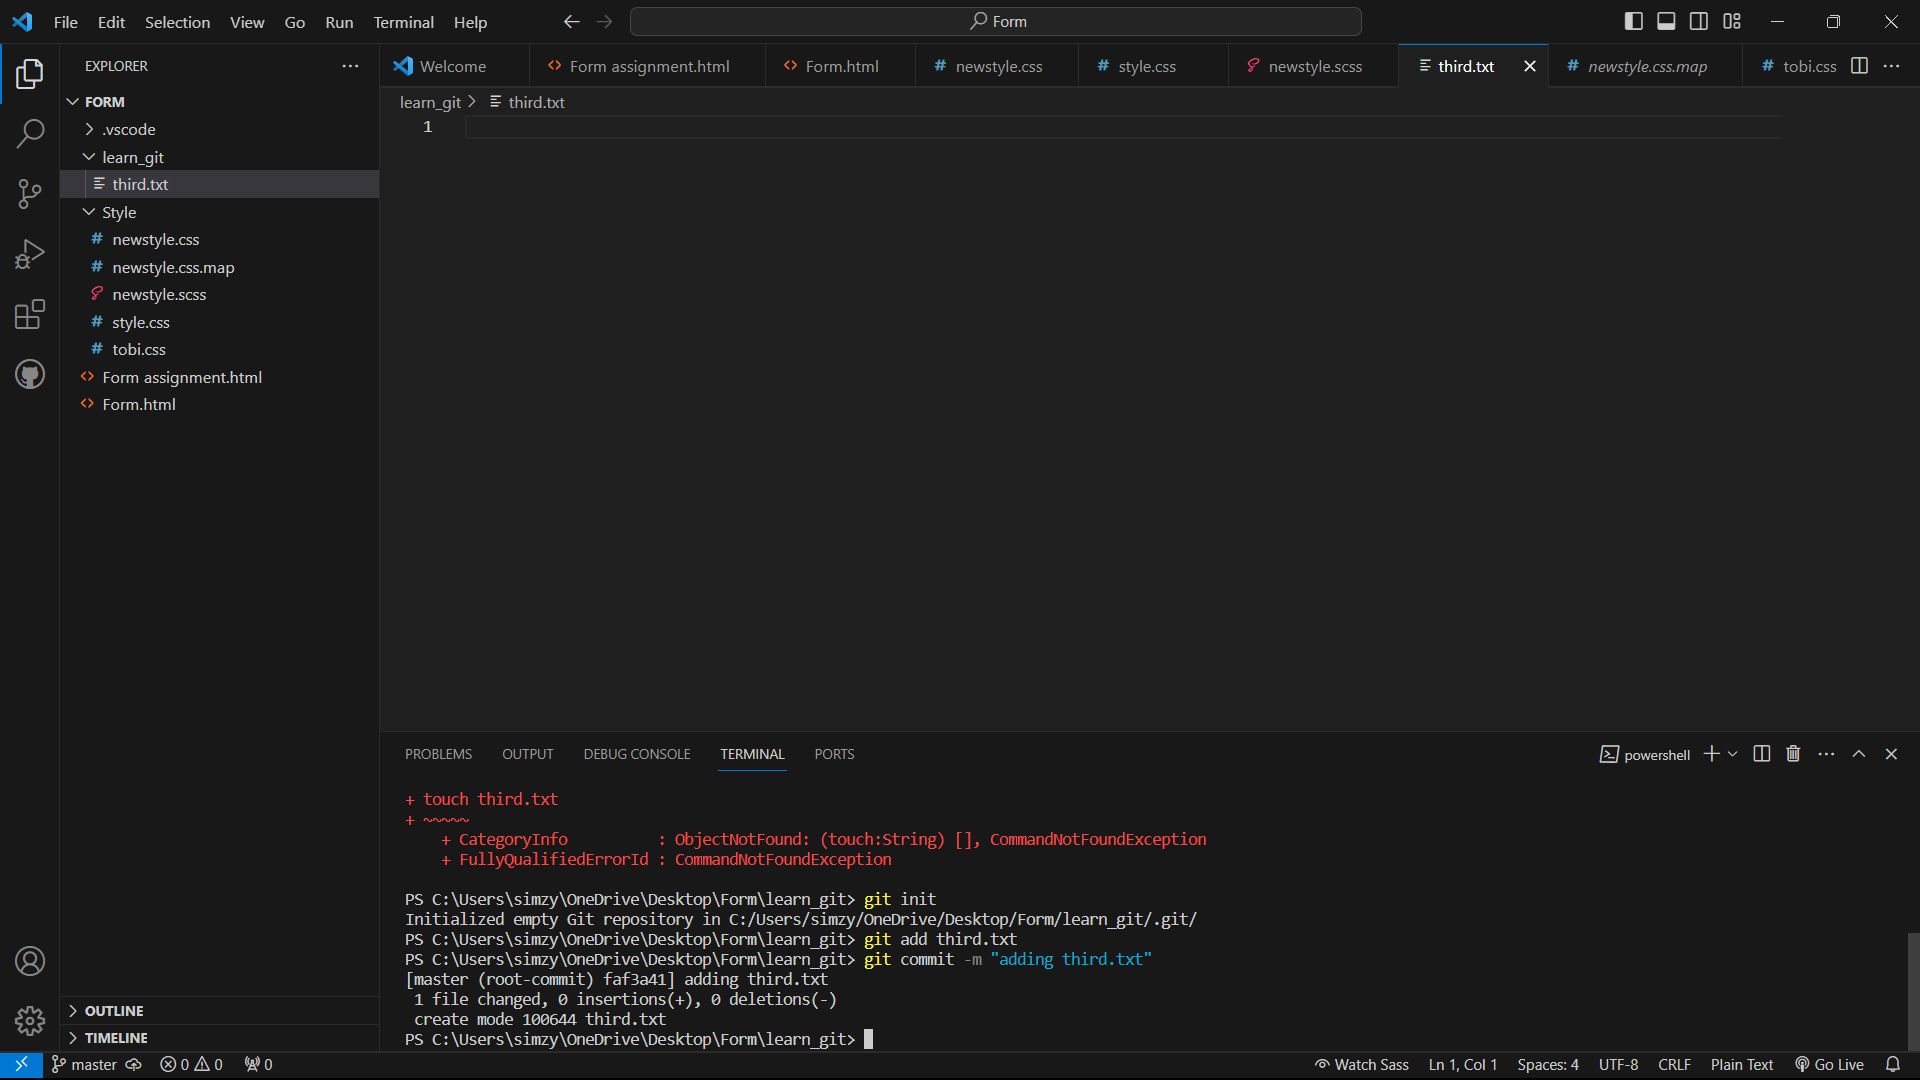 File Edit Selection View Go Run Terminal Help
Form
EXPLORER
Welcome
Form assignment.html
Form.html
newstyle.css
style.css
newstyle.scss
third.txt
newstyle.css.map
tobi.css
FORM
.vscode
learn_git
third.txt
Style
newstyle.css
newstyle.css.map
newstyle.scss
style.css
tobi.css
Form assignment.html
Form.html
OUTLINE
TIMELINE
learn_git > third.txt
1
PROBLEMS OUTPUT DEBUG CONSOLE TERMINAL PORTS
powershell
+ touch third.txt
+ ~~~~~
    + CategoryInfo          : ObjectNotFound: (touch:String) [], CommandNotFoundException
    + FullyQualifiedErrorId : CommandNotFoundException
PS C:\Users\simzy\OneDrive\Desktop\Form\learn_git> git init
Initialized empty Git repository in C:/Users/simzy/OneDrive/Desktop/Form/learn_git/.git/
PS C:\Users\simzy\OneDrive\Desktop\Form\learn_git> git add third.txt
PS C:\Users\simzy\OneDrive\Desktop\Form\learn_git> git commit -m "adding third.txt"
[master (root-commit) faf3a41] adding third.txt
 1 file changed, 0 insertions(+), 0 deletions(-)
 create mode 100644 third.txt
PS C:\Users\simzy\OneDrive\Desktop\Form\learn_git>
master 0 0 0 Watch Sass Ln 1, Col 1 Spaces: 4 UTF-8 CRLF Plain Text Go Live